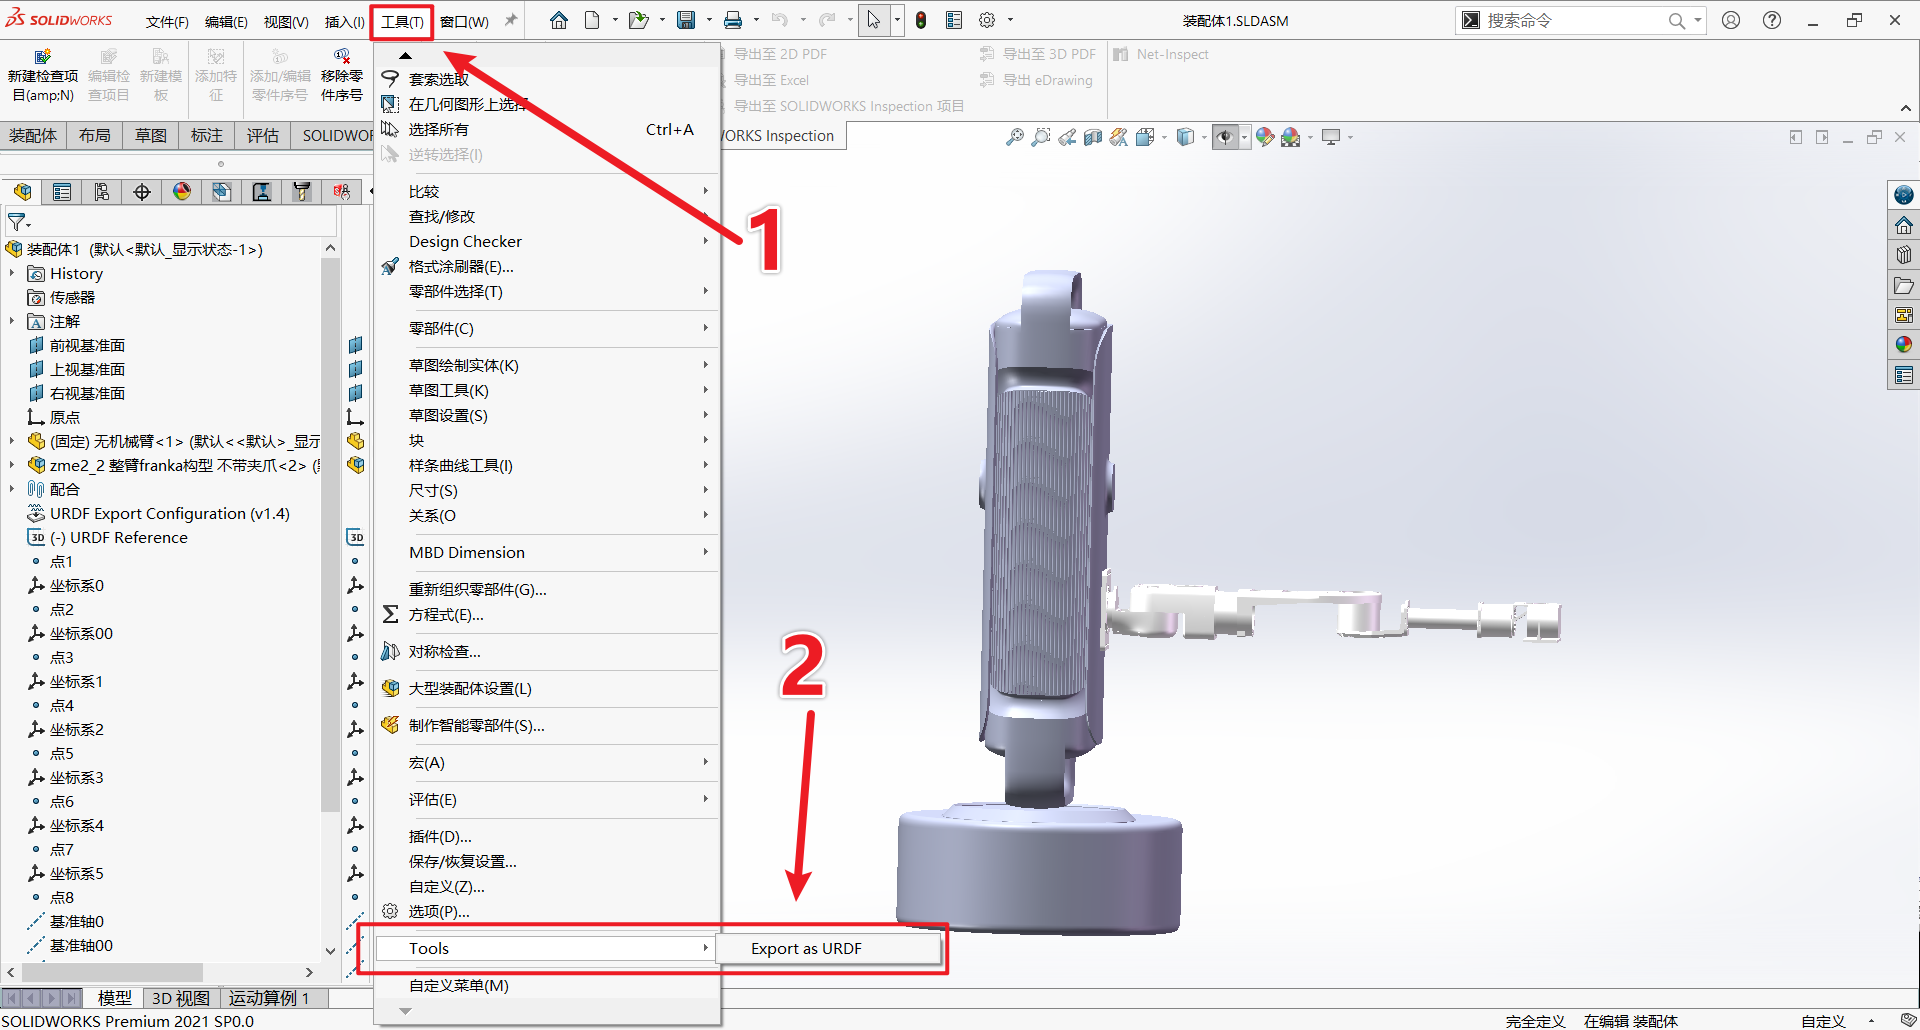 SOLIDWORKS 文件(F) 编辑(E) 视图(V) 插入(I) 工具(T) 窗口(W) 装配体1.SLDASM 搜索命令
新建检查项目(amp;N)
编辑检查项目
新建模板
添加特征
添加/编辑零件序号
移除零件序号
导出至 2D PDF
导出至 Excel
导出至 SOLIDWORKS Inspection 项目
导出至 3D PDF
导出 eDrawing
Net-Inspect
装配体 布局 草图 标注 评估 SOLIDWOR
WORKS Inspection
套索选取
在几何图形上选择
选择所有 Ctrl+A
逆转选择(I)
比较
查找/修改
Design Checker
格式涂刷器(E)...
零部件选择(T)
零部件(C)
草图绘制实体(K)
草图工具(K)
草图设置(S)
块
样条曲线工具(I)
尺寸(S)
关系(O
MBD Dimension
重新组织零部件(G)...
方程式(E)...
对称检查...
大型装配体设置(L)
制作智能零部件(S)...
宏(A)
评估(E)
插件(D)...
保存/恢复设置...
自定义(Z)...
选项(P)...
Tools
Export as URDF
自定义菜单(M)
1
2
装配体1 (默认<默认_显示状态-1>)
History
传感器
注解
前视基准面
上视基准面
右视基准面
原点
(固定) 无机械臂<1> (默认<<默认>_显示
zme2_2 整臂franka构型 不带夹爪<2> (
配合
URDF Export Configuration (v1.4)
3D (-) URDF Reference
3D
点1
坐标系0
点2
坐标系00
点3
坐标系1
点4
坐标系2
点5
坐标系3
点6
坐标系4
点7
坐标系5
点8
基准轴0
基准轴00
模型 3D 视图 运动算例 1
SOLIDWORKS Premium 2021 SP0.0
完全定义 在编辑 装配体 自定义